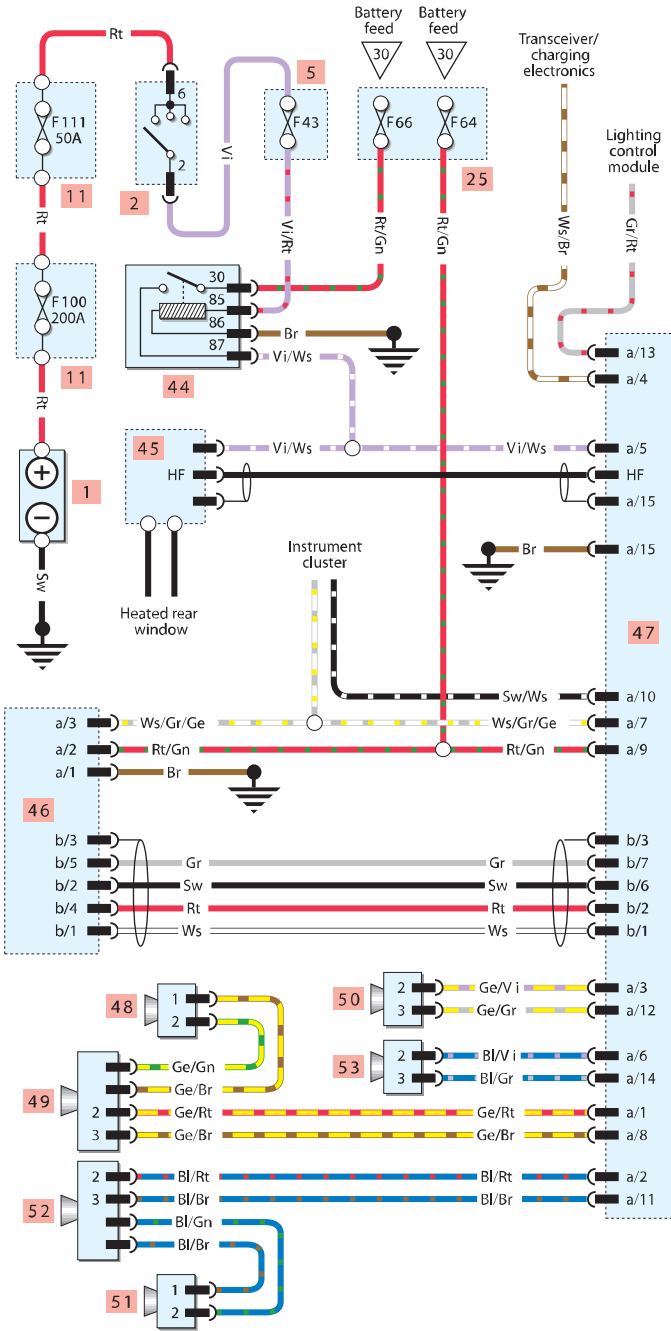 Battery
feed
Battery
feed
30
30
Transceiver/
charging
electronics
Lighting
control
module
Rt
6
2
5
F111
50A
F43
F66
F64
Vi
11
2
25
Rt
Vi/Rt
Rt/Gn
Rt/Gn
Ws/Br
Gr/Rt
F100
200A
30
85
86
87
Br
Vi/Ws
11
44
a/13
a/4
Rt
45
Vi/Ws
Vi/Ws
a/5
HF
HF
a/15
1
Sw
Heated rear
window
Instrument
cluster
Br
a/15
47
Sw/Ws
a/10
a/3
Ws/Gr/Ge
Ws/Gr/Ge
a/7
a/2
Rt/Gn
Rt/Gn
a/9
a/1
Br
46
b/3
b/3
b/5
Gr
Gr
b/7
b/2
Sw
Sw
b/6
b/4
Rt
Rt
b/2
b/1
Ws
Ws
b/1
48
1
2
50
2
Ge/Vi
a/3
3
Ge/Gr
a/12
53
2
Bl/Vi
a/6
3
Bl/Gr
a/14
49
Ge/Gn
Ge/Br
2
Ge/Rt
Ge/Rt
a/1
3
Ge/Br
Ge/Br
a/8
52
2
Bl/Rt
Bl/Rt
a/2
3
Bl/Br
Bl/Br
a/11
Bl/Gn
Bl/Br
51
1
2